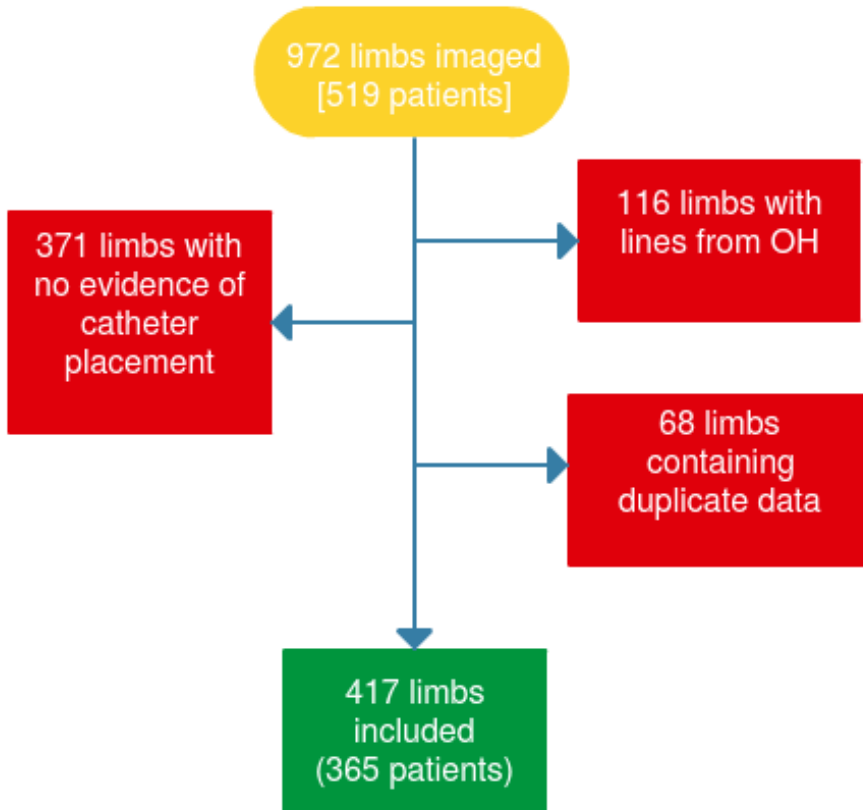 972 limbs imaged
[519 patients]
116 limbs with
lines from OH
371 limbs with
no evidence of
catheter
placement
68 limbs
containing
duplicate data
417 limbs
included
(365 patients)